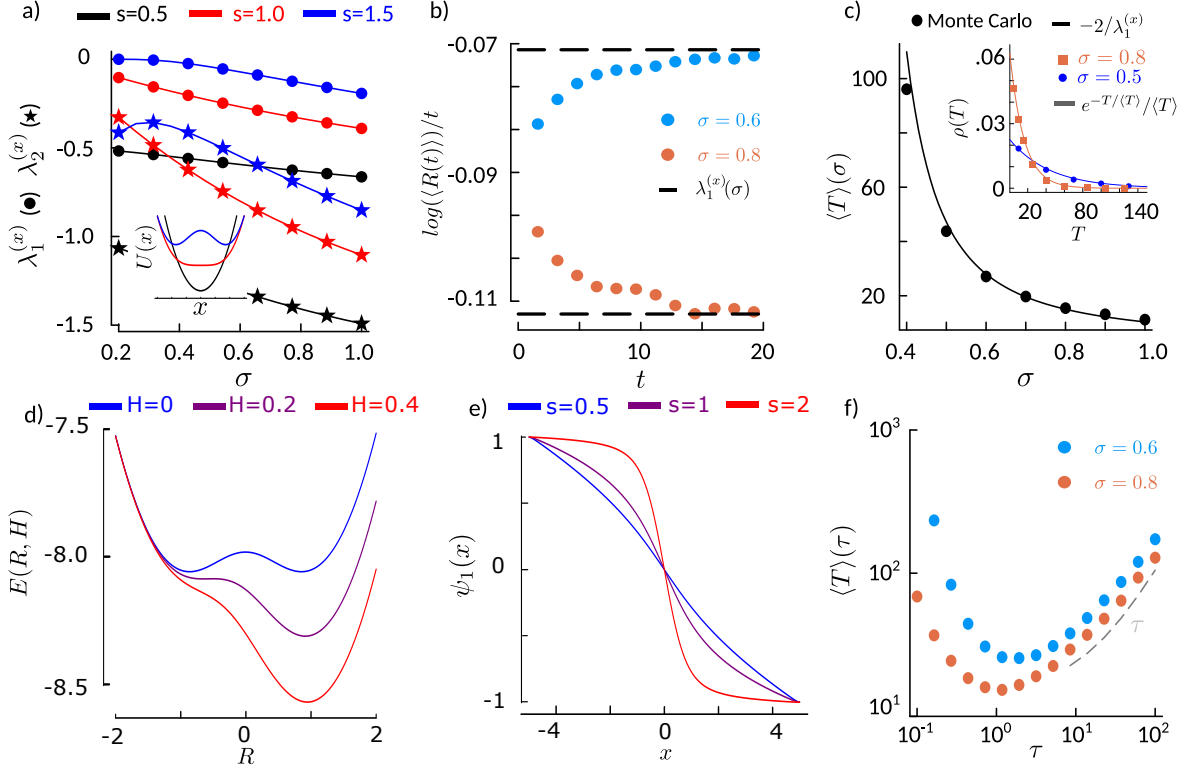 a)
s=0.5 s=1.0 s=1.5
0
-0.5
-1.0
-1.5
λ₁⁽ˣ⁾ (●) λ₂⁽ˣ⁾ (★)
U(x)
x
0.2 0.4 0.6 0.8 1.0
σ
b)
-0.07
-0.09
-0.11
log(⟨R(t)⟩)/t
σ = 0.6
σ = 0.8
λ₁⁽ˣ⁾(σ)
0 10 20
t
c)
Monte Carlo
−2/λ₁⁽ˣ⁾
100
60
20
⟨T⟩(σ)
σ = 0.8
σ = 0.5
e^{−T/⟨T⟩}/⟨T⟩
.06
.03
0
ρ(T)
20 80 140
T
0.4 0.6 0.8 1.0
σ
d)
H=0 H=0.2 H=0.4
-7.5
-8.0
-8.5
E(R, H)
-2 0 2
R
e)
s=0.5 s=1 s=2
1
0
-1
ψ₁(x)
-4 0 4
x
f)
10³
10²
10¹
⟨T⟩(τ)
σ = 0.6
σ = 0.8
τ
10⁻¹ 10⁰ 10¹ 10²
τ